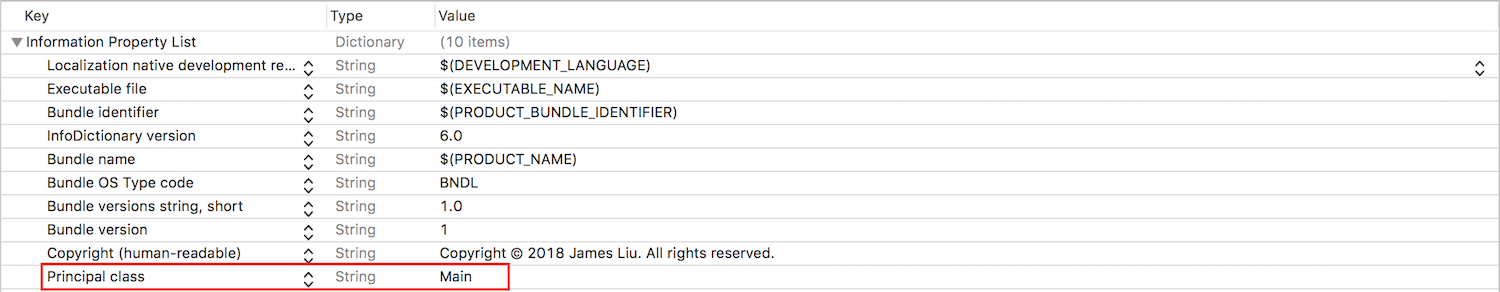 Key Type Value
Information Property List Dictionary (10 items)
Localization native development re... String $(DEVELOPMENT_LANGUAGE)
Executable file String $(EXECUTABLE_NAME)
Bundle identifier String $(PRODUCT_BUNDLE_IDENTIFIER)
InfoDictionary version String 6.0
Bundle name String $(PRODUCT_NAME)
Bundle OS Type code String BNDL
Bundle versions string, short String 1.0
Bundle version String 1
Copyright (human-readable) String Copyright © 2018 James Liu. All rights reserved.
Principal class String Main